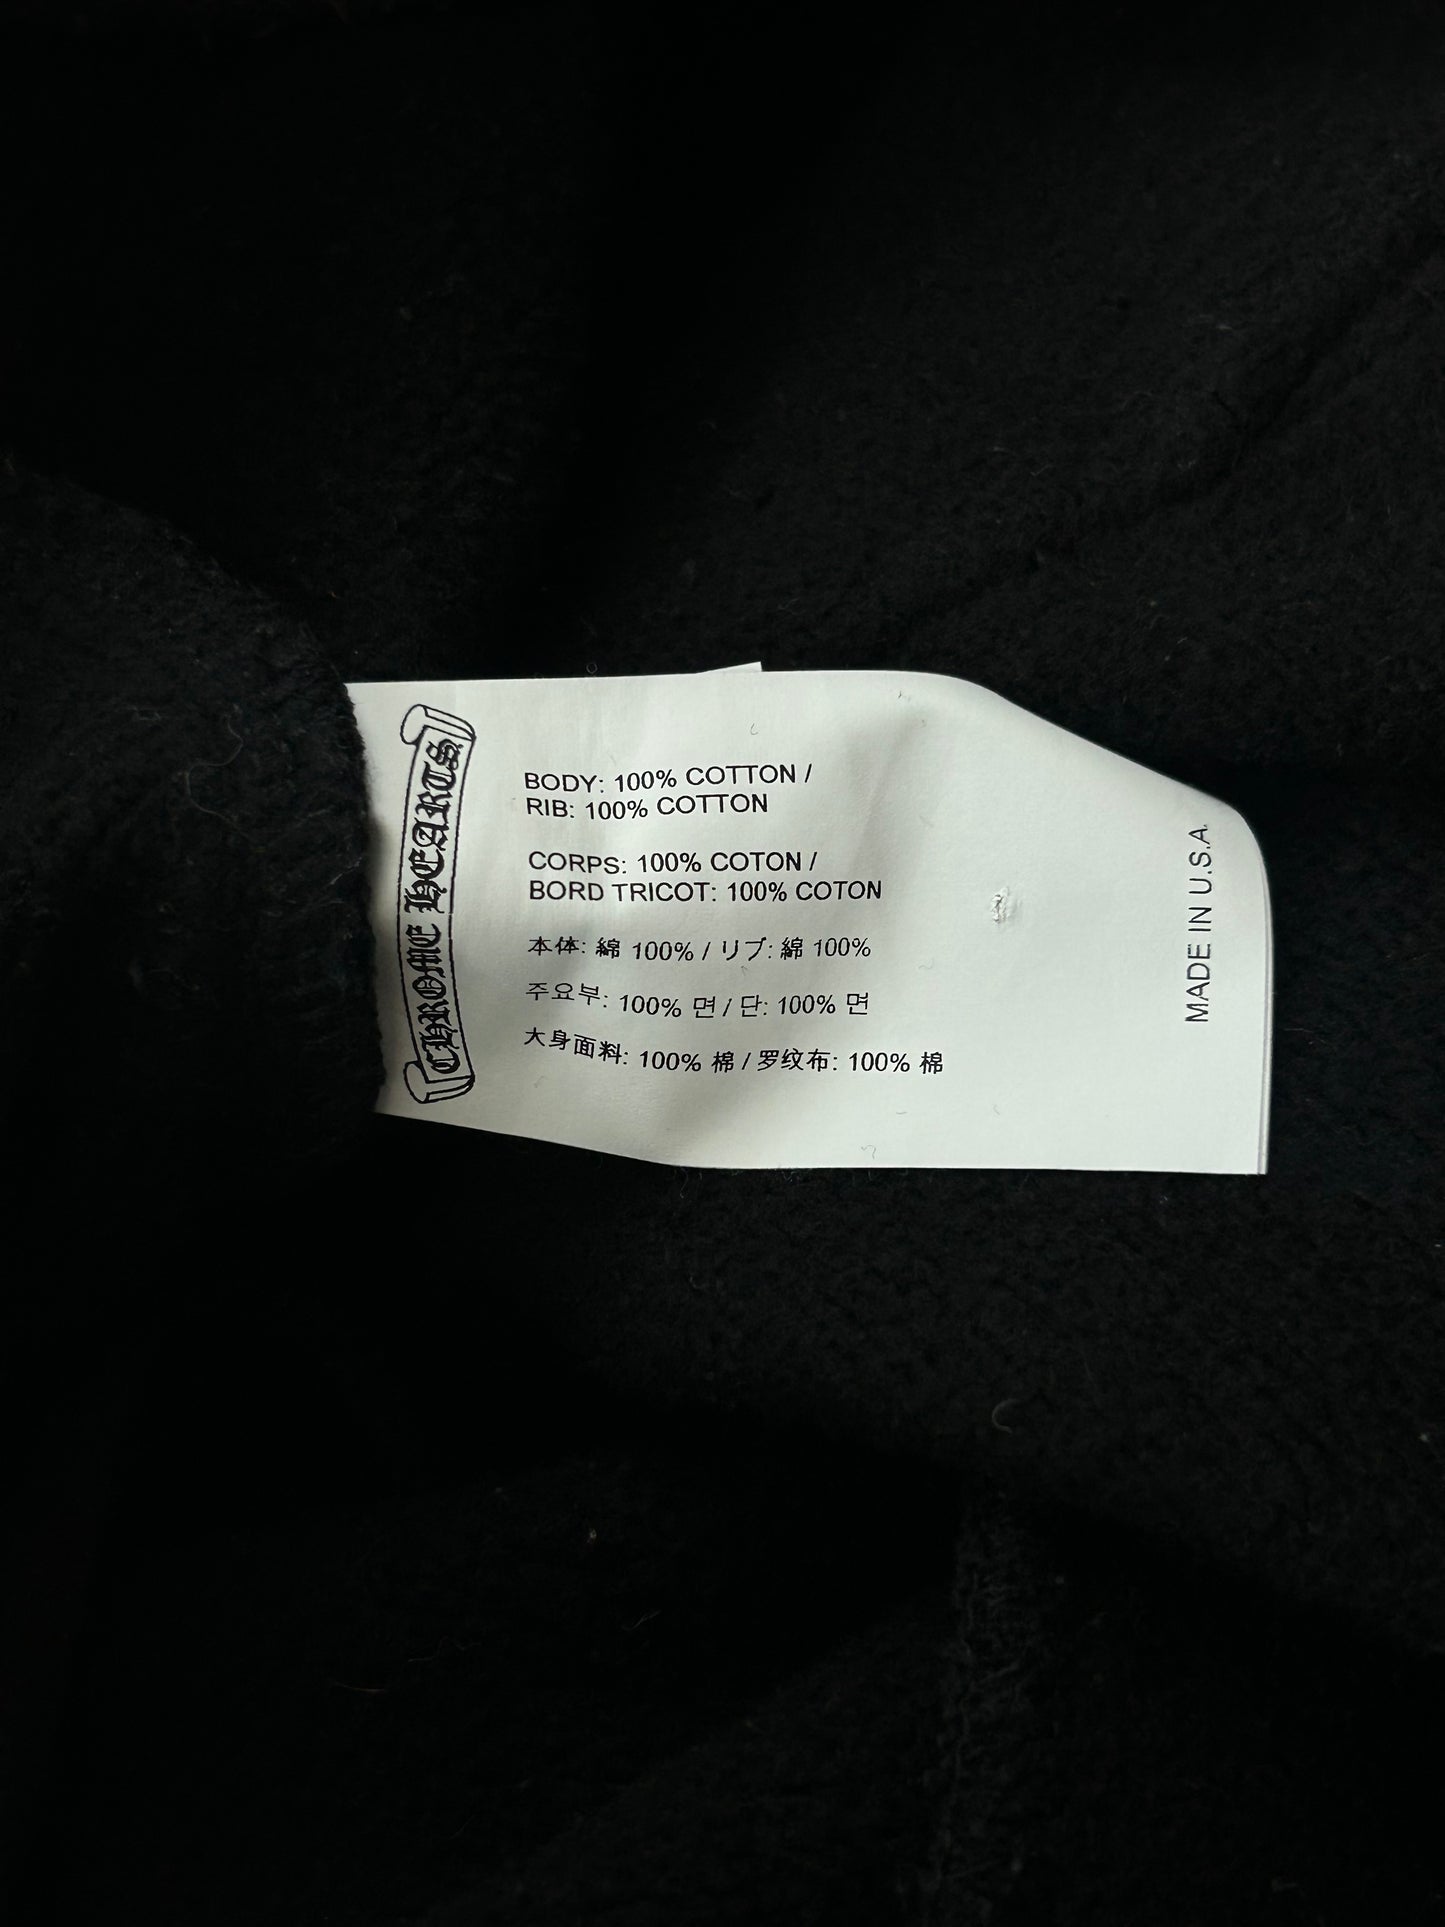 CHROME HEARTS
BODY: 100% COTTON /
RIB: 100% COTTON
CORPS: 100% COTON /
BORD TRICOT: 100% COTON
本体: 綿 100% / リブ: 綿 100%
주요부: 100% 면 / 단: 100% 면
大身面料: 100% 棉 / 罗纹布: 100% 棉
MADE IN U.S.A.